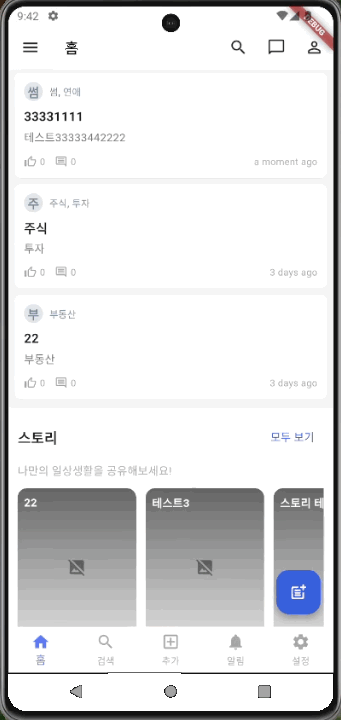 9:42
DEBUG
홈
썸 썸, 연애
33331111
테스트33333442222
0 0 a moment ago
주 주식, 투자
주식
투자
0 0 3 days ago
부 부동산
22
부동산
0 0 3 days ago
스토리 모두 보기
나만의 일상생활을 공유해보세요!
22 테스트3 스토리 테
홈 검색 추가 알림 설정